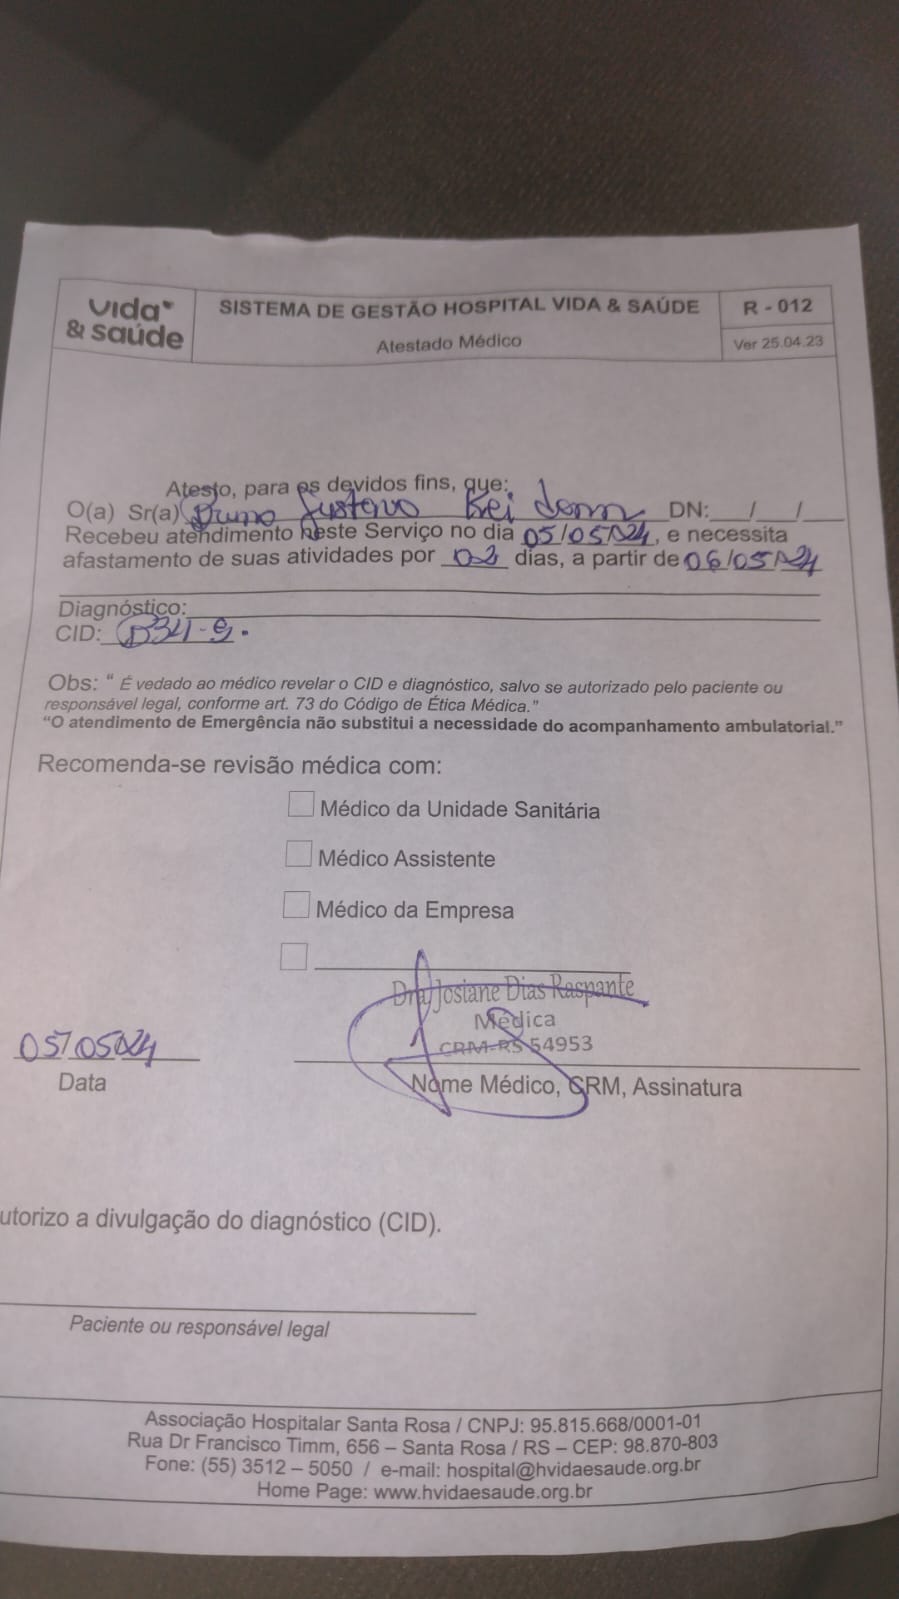 vida & saúde
SISTEMA DE GESTÃO HOSPITAL VIDA & SAÚDE
Atestado Médico
R - 012
Ver 25.04.23
Atesto, para os devidos fins, que:
O(a) Sr(a) Gustavo DN:___/___/___
Recebeu atendimento neste Serviço no dia 05/05/24, e necessita
afastamento de suas atividades por 02 dias, a partir de 06/05/24
Diagnóstico:
CID: B34-9.
Obs: “ É vedado ao médico revelar o CID e diagnóstico, salvo se autorizado pelo paciente ou
responsável legal, conforme art. 73 do Código de Ética Médica.”
“O atendimento de Emergência não substitui a necessidade do acompanhamento ambulatorial.”
Recomenda-se revisão médica com:
Médico da Unidade Sanitária
Médico Assistente
Médico da Empresa
Dra Josiane Dias Raspante
Médica
CRM-RS 54953
05/05/24
Data
Nome Médico, CRM, Assinatura
utorizo a divulgação do diagnóstico (CID).
Paciente ou responsável legal
Associação Hospitalar Santa Rosa / CNPJ: 95.815.668/0001-01
Rua Dr Francisco Timm, 656 – Santa Rosa / RS – CEP: 98.870-803
Fone: (55) 3512 – 5050 / e-mail: hospital@hvidaesaude.org.br
Home Page: www.hvidaesaude.org.br